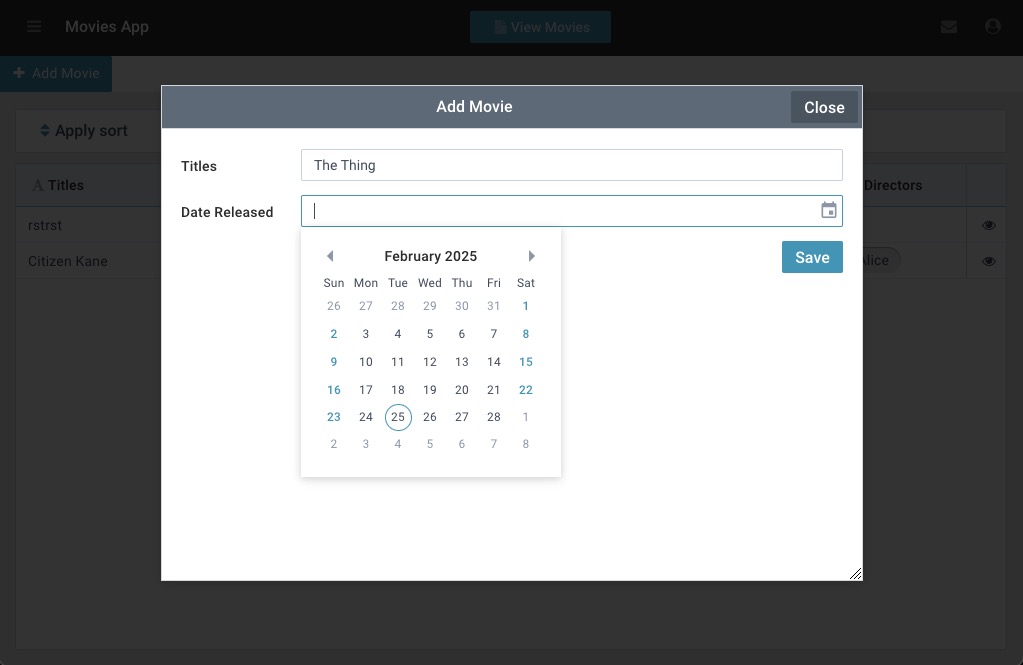 Movies App
View Movies
Add Movie
Add Movie
Close
Apply sort
Titles
The Thing
Titles
Directors
Date Released
rstrst
February 2025
Save
Citizen Kane
Alice
Sun Mon Tue Wed Thu Fri Sat
26 27 28 29 30 31 1
2 3 4 5 6 7 8
9 10 11 12 13 14 15
16 17 18 19 20 21 22
23 24 25 26 27 28 1
2 3 4 5 6 7 8